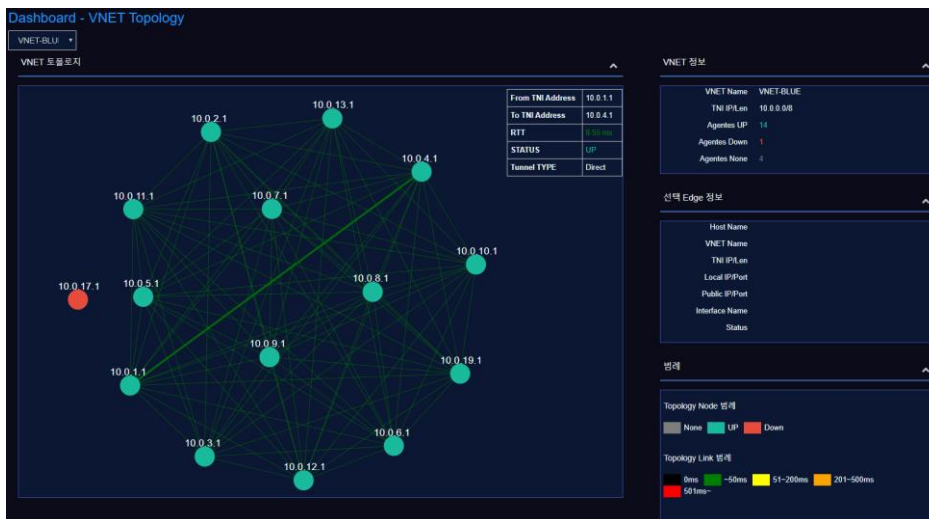 Dashboard - VNET Topology
VNET-BLU
VNET 토폴로지
From TNI Address 10.0.1.1
To TNI Address 10.0.4.1
RTT ms
STATUS UP
Tunnel TYPE Direct
10.0.13.1
10.0.2.1
10.0.4.1
10.0.11.1
10.0.7.1
10.0.10.1
10.0.17.1
10.0.5.1
10.0.8.1
10.0.9.1
10.0.19.1
10.0.1.1
10.0.3.1
10.0.6.1
10.0.12.1
VNET 정보
VNET Name VNET-BLUE
TNI IP/Len 10.0.0.0/8
Agentes UP 14
Agentes Down 1
Agentes None 4
선택 Edge 정보
Host Name
VNET Name
TNI IP/Len
Local IP/Port
Public IP/Port
Interface Name
Status
범례
Topology Node 범례
None UP Down
Topology Link 범례
0ms ~50ms 51~200ms 201~500ms
501ms~